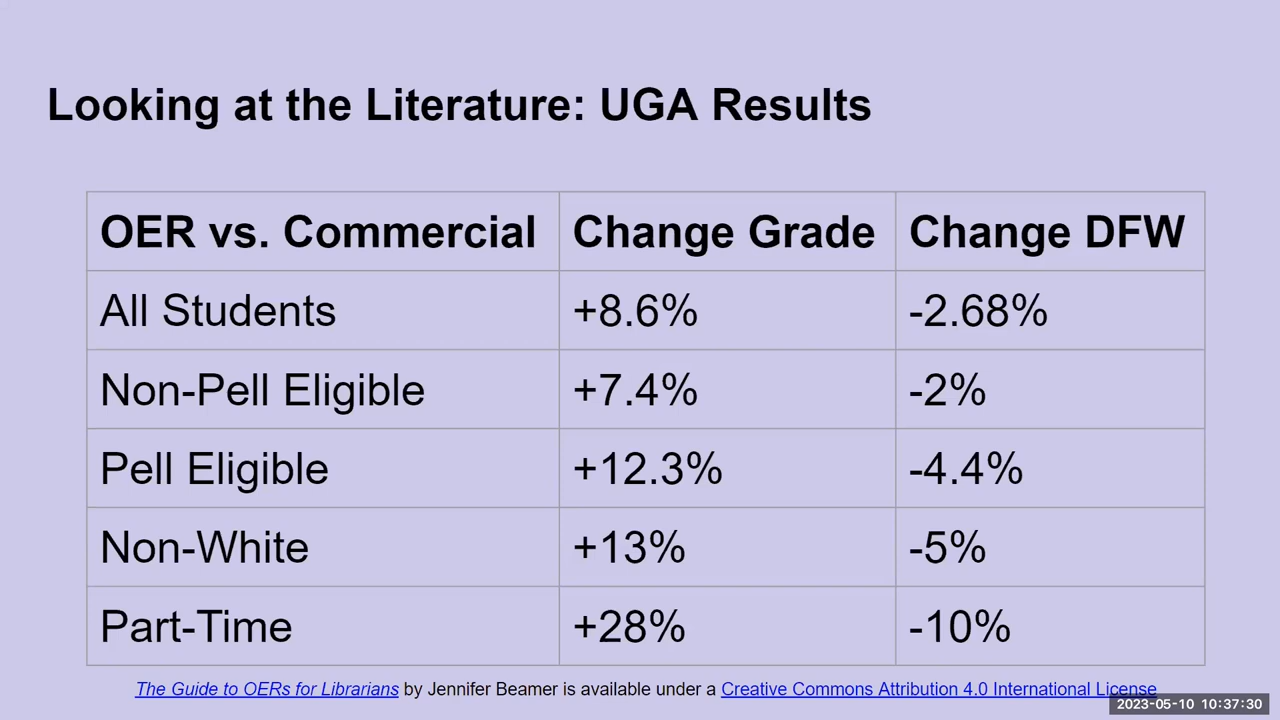 Looking at the Literature: UGA Results
OER vs. Commercial Change Grade Change DFW
All Students +8.6% -2.68%
Non-Pell Eligible +7.4% -2%
Pell Eligible +12.3% -4.4%
Non-White +13% -5%
Part-Time +28% -10%
The Guide to OERs for Librarians by Jennifer Beamer is available under a Creative Commons Attribution 4.0 International License
2023-05-10 10:37:30